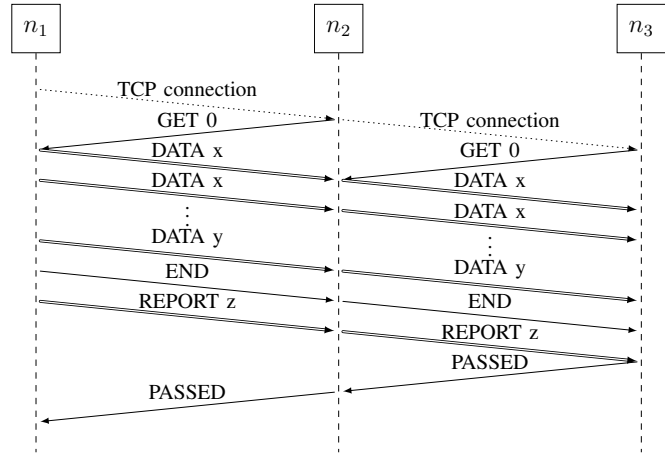 n1 n2 n3
TCP connection
GET 0
TCP connection
DATA x
GET 0
DATA x
DATA x
⋮
DATA x
DATA y
⋮
END
DATA y
REPORT z
END
REPORT z
PASSED
PASSED